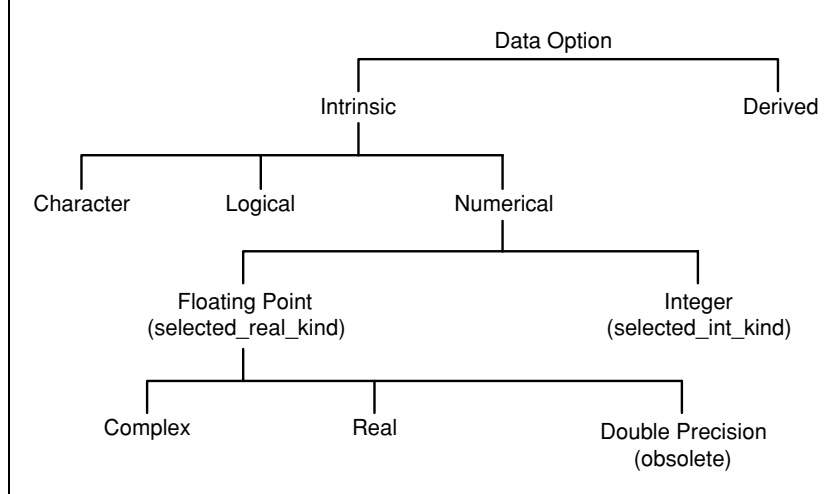 Data Option
Intrinsic
Derived
Character
Logical
Numerical
Floating Point
(selected_real_kind)
Integer
(selected_int_kind)
Complex
Real
Double Precision
(obsolete)